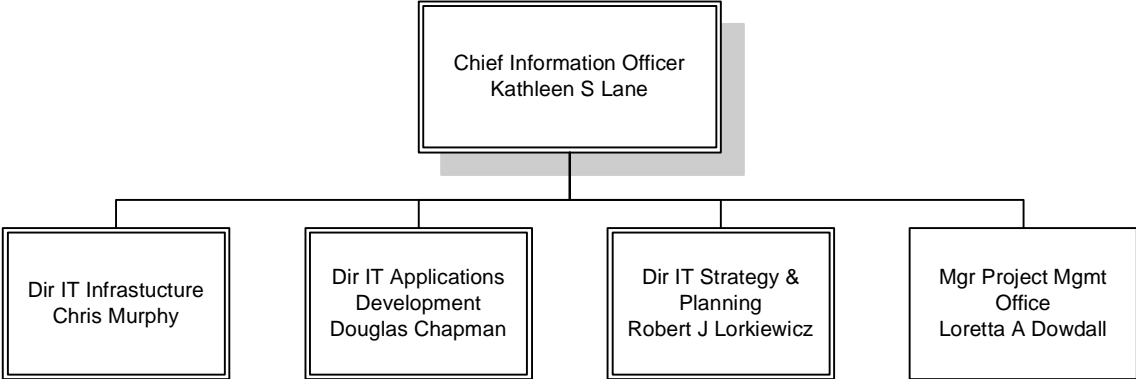 Chief Information Officer
Kathleen S Lane
Dir IT Infrastucture
Chris Murphy
Dir IT Applications
Development
Douglas Chapman
Dir IT Strategy &
Planning
Robert J Lorkiewicz
Mgr Project Mgmt
Office
Loretta A Dowdall